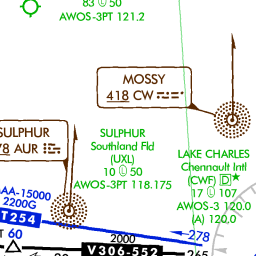 83 50
AWOS-3PT 121.2
MOSSY
418 CW
SULPHUR
78 AUR
SULPHUR
Southland Fld
(UXL)
10 50
AWOS-3PT 118.175
LAKE CHARLES
Chennault Intl
(CWF) D
17 107
AWOS-3 120.0
(A) 120.0
AA-15000
2200G
T254
60
2000
V306-552
278
265